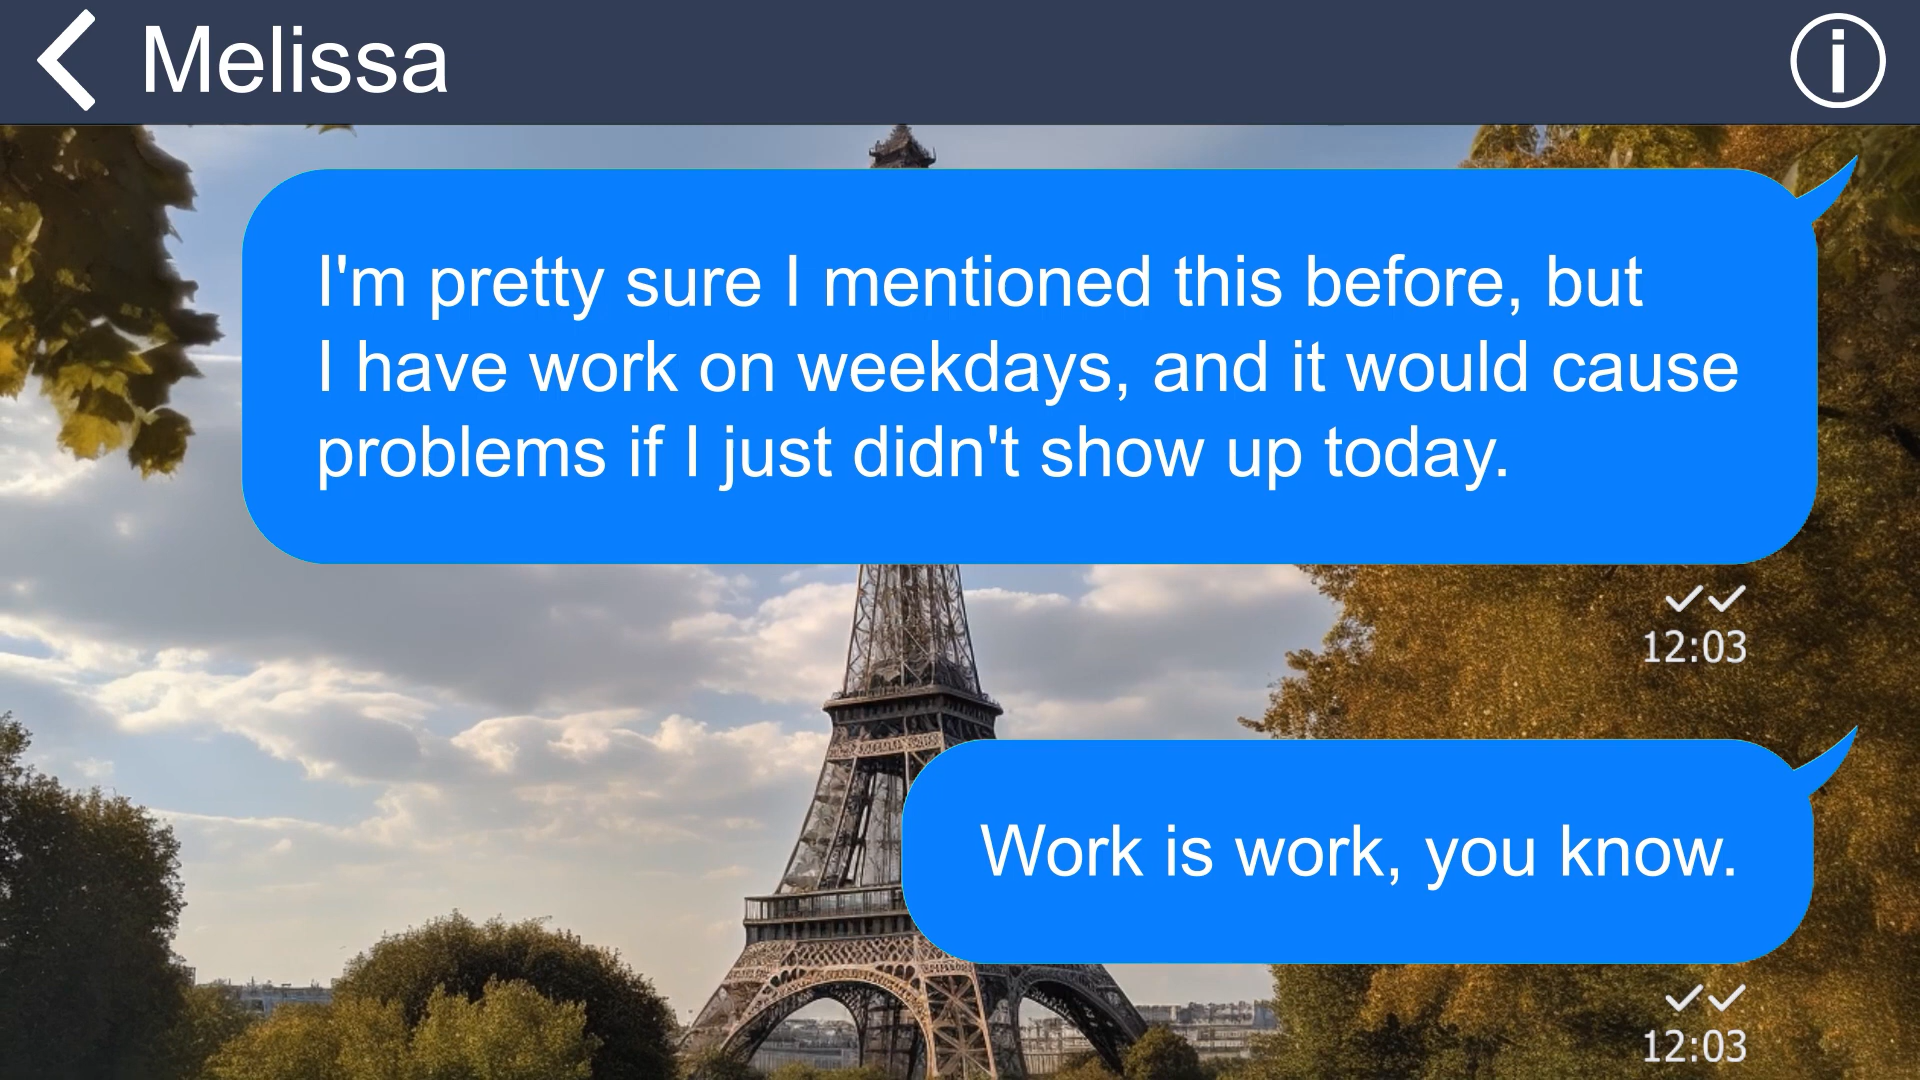 Melissa
I'm pretty sure I mentioned this before, but
I have work on weekdays, and it would cause
problems if I just didn't show up today.
12:03
Work is work, you know.
12:03